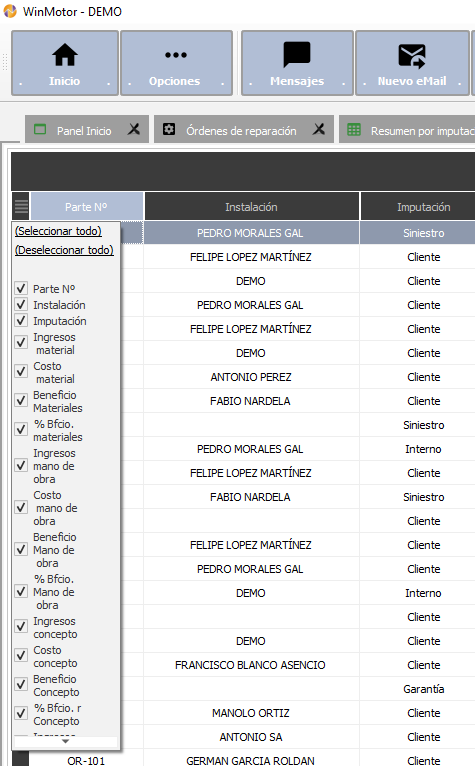 WinMotor - DEMO
. Inicio . . Opciones . . Mensajes . . Nuevo eMail .
Panel Inicio X Órdenes de reparación X Resumen por imputac
Parte Nº Instalación Imputación
(Seleccionar todo) PEDRO MORALES GAL Siniestro
(Deseleccionar todo) FELIPE LOPEZ MARTÍNEZ Cliente
DEMO Cliente
Parte Nº
Instalación PEDRO MORALES GAL Cliente
Imputación FELIPE LOPEZ MARTÍNEZ Cliente
Ingresos
material DEMO Cliente
Costo
material ANTONIO PEREZ Cliente
Beneficio
Materiales FABIO NARDELA Cliente
% Bfcio.
materiales Siniestro
Ingresos PEDRO MORALES GAL Interno
mano de
obra FELIPE LOPEZ MARTÍNEZ Cliente
Costo FABIO NARDELA Siniestro
mano de
obra Cliente
Beneficio FELIPE LOPEZ MARTÍNEZ Cliente
Mano de
obra PEDRO MORALES GAL Cliente
% Bfcio.
Mano de DEMO Interno
obra
Ingresos Cliente
concepto
Costo DEMO Cliente
concepto FRANCISCO BLANCO ASENCIO Cliente
Beneficio
Concepto Garantía
% Bfcio. r MANOLO ORTIZ Cliente
Concepto
Ingresos ANTONIO SA Cliente
OR-101 GERMAN GARCIA ROLDAN Cliente